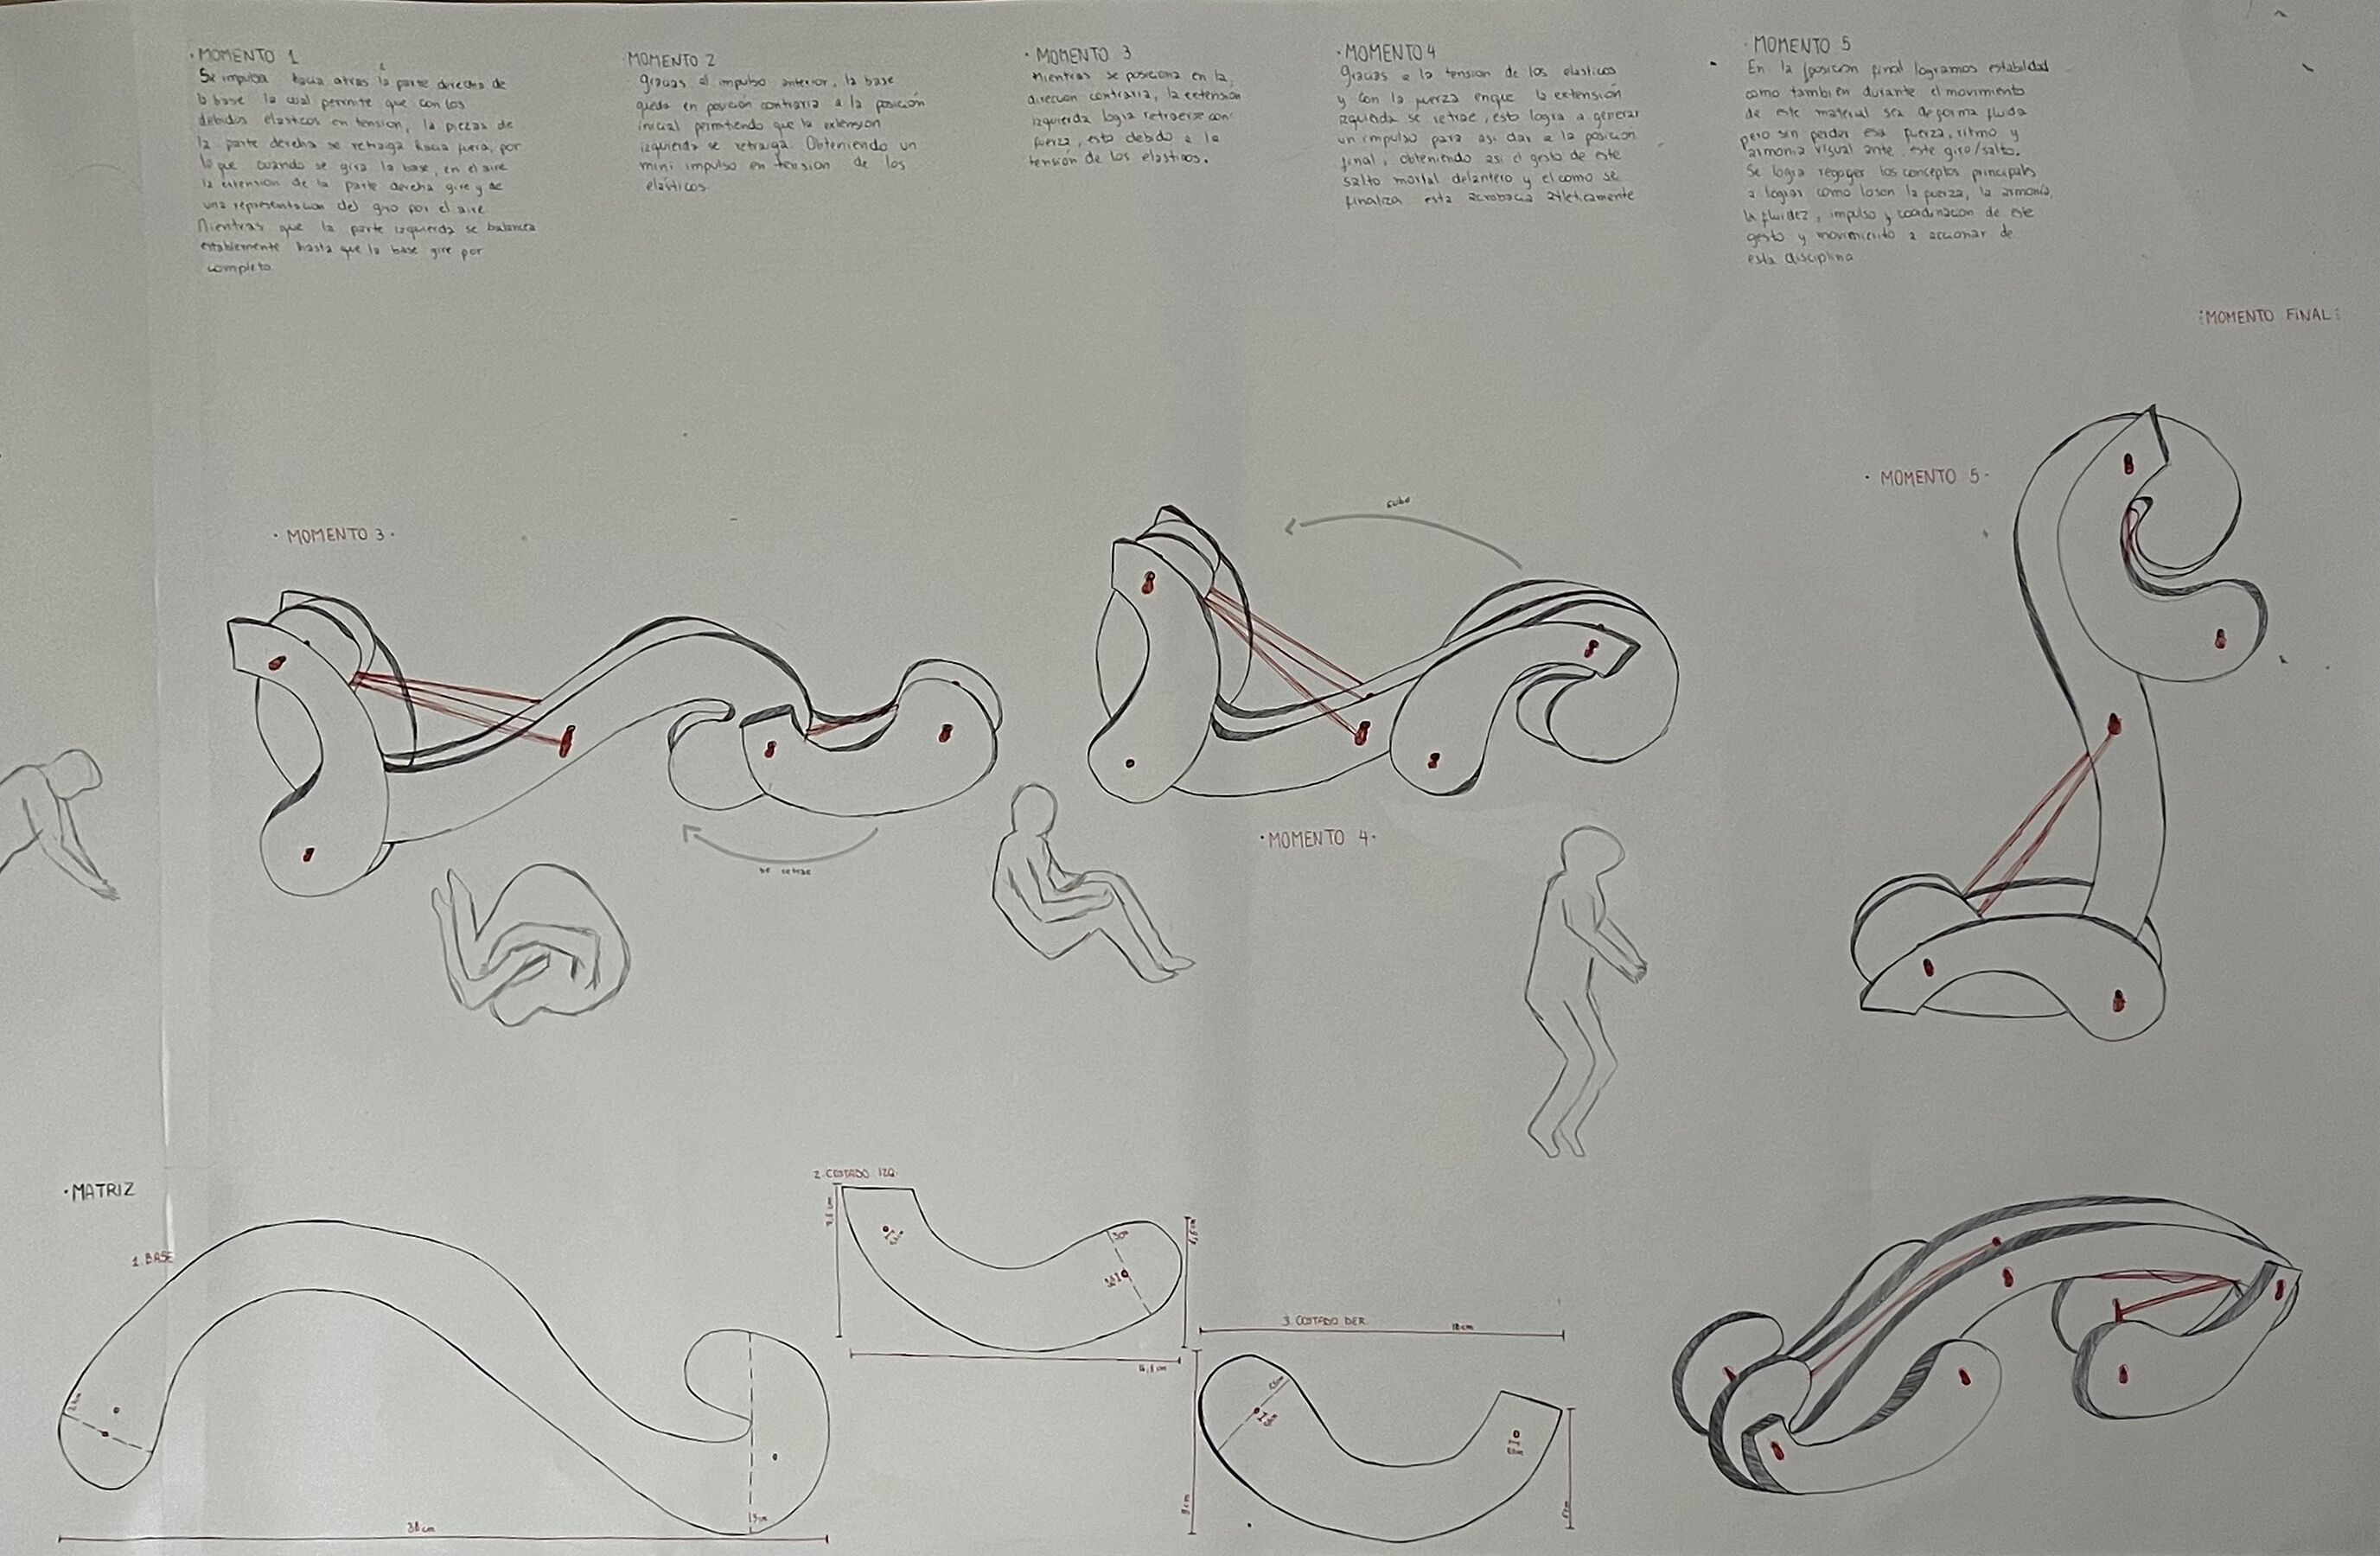 · MOMENTO 1
Se impulsa hacia atras la parte derecha de
la base la cual permite que con los
debidos elasticos en tension, la piezas de
la parte derecha se retraiga hacia fuera, por
lo que cuando se gira la base, en el aire
la extension de la parte derecha gire y de
una representacion del giro por el aire
Mientras que la parte izquierda se balancea
establemente hasta que la base gire por
completo.
MOMENTO 2
Gracias al impulso anterior, la base
queda en posición contraria a la posición
inicial permitiendo que la extension
izquierda se retraiga. Obteniendo un
mini impulso en tension de los
elásticos.
· MOMENTO 3
Mientras se posiciona en la
direccion contraria, la extensión
izquierda logra retraerse con
fuerza, esto debido a la
tensión de los elasticos.
· MOMENTO 4
Gracias a la tension de los elasticos
y con la fuerza enque la extensión
izquierda se retrae, esto logra a generar
un impulso para asi dar a la posicion
final, obteniendo asi el gesto de este
salto mortal delantero y el como se
finaliza esta acrobacia atleticamente
· MOMENTO 5
En la posición final logramos estabilidad
como tambien durante el movimiento
de este material sea de forma fluida
pero sin perder esa fuerza, ritmo y
armonia visual ante este giro/salto.
Se logra recoger los conceptos principales
a lograr como loson la fuerza, la armonía,
la fluidez, impulso y coordinacion de este
gesto y movimiento a accionar de
esta disciplina
:MOMENTO FINAL:
· MOMENTO 3 ·
sube
· MOMENTO 5 ·
se retrae
· MOMENTO 4 ·
· MATRIZ
1. BASE
38 cm
2. COSTADO IZQ.
3. COSTADO DER.
18 cm
9 cm